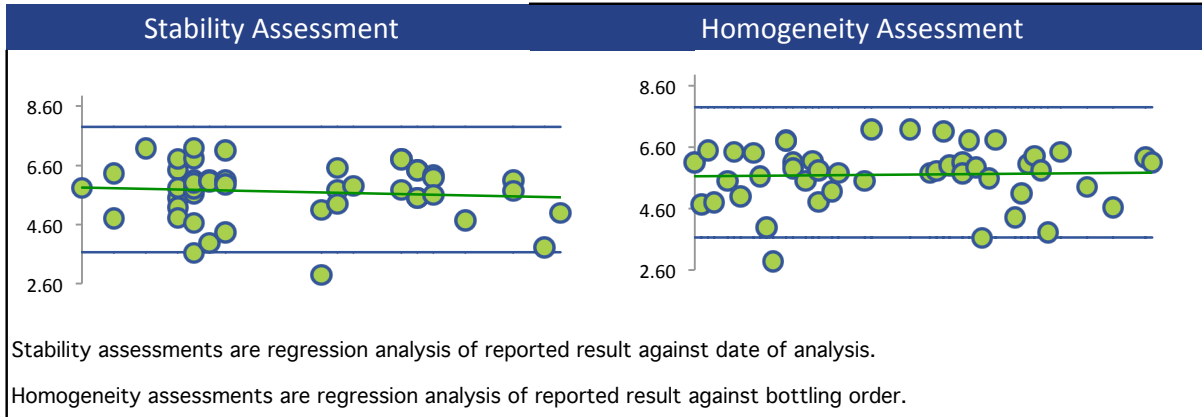 Stability Assessment
Homogeneity Assessment
8.60
6.60
4.60
2.60
8.60
6.60
4.60
2.60
Stability assessments are regression analysis of reported result against date of analysis.
Homogeneity assessments are regression analysis of reported result against bottling order.